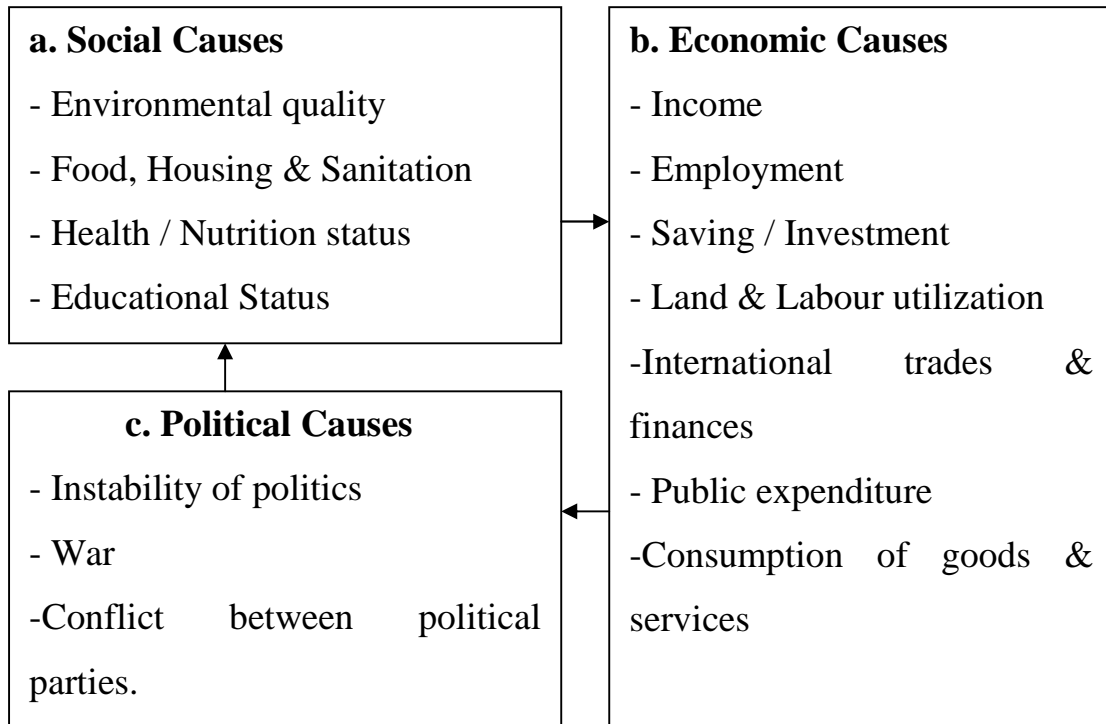 a. Social Causes
- Environmental quality
- Food, Housing & Sanitation
- Health / Nutrition status
- Educational Status
b. Economic Causes
- Income
- Employment
- Saving / Investment
- Land & Labour utilization
-International trades &
finances
- Public expenditure
-Consumption of goods &
services
c. Political Causes
- Instability of politics
- War
-Conflict between political
parties.